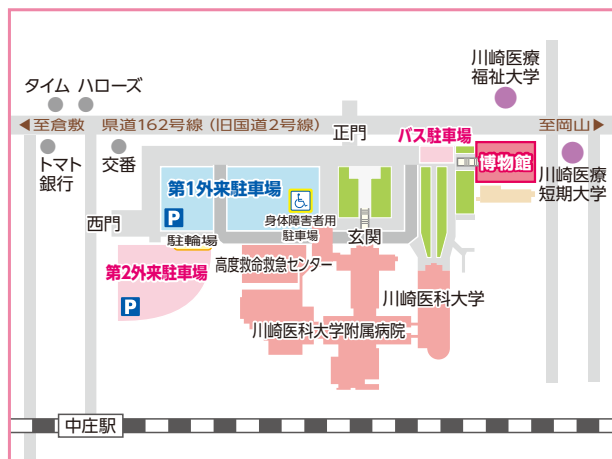 川崎医療
福祉大学
タイム ハローズ
◀至倉敷 県道162号線（旧国道2号線）
至岡山▶
正門
バス駐車場
博物館
トマト
銀行
交番
第1外来駐車場
川崎医療
短期大学
P
身体障害者用
駐車場
西門
駐輪場
玄関
高度救命救急センター
第2外来駐車場
P
川崎医科大学
川崎医科大学附属病院
中庄駅